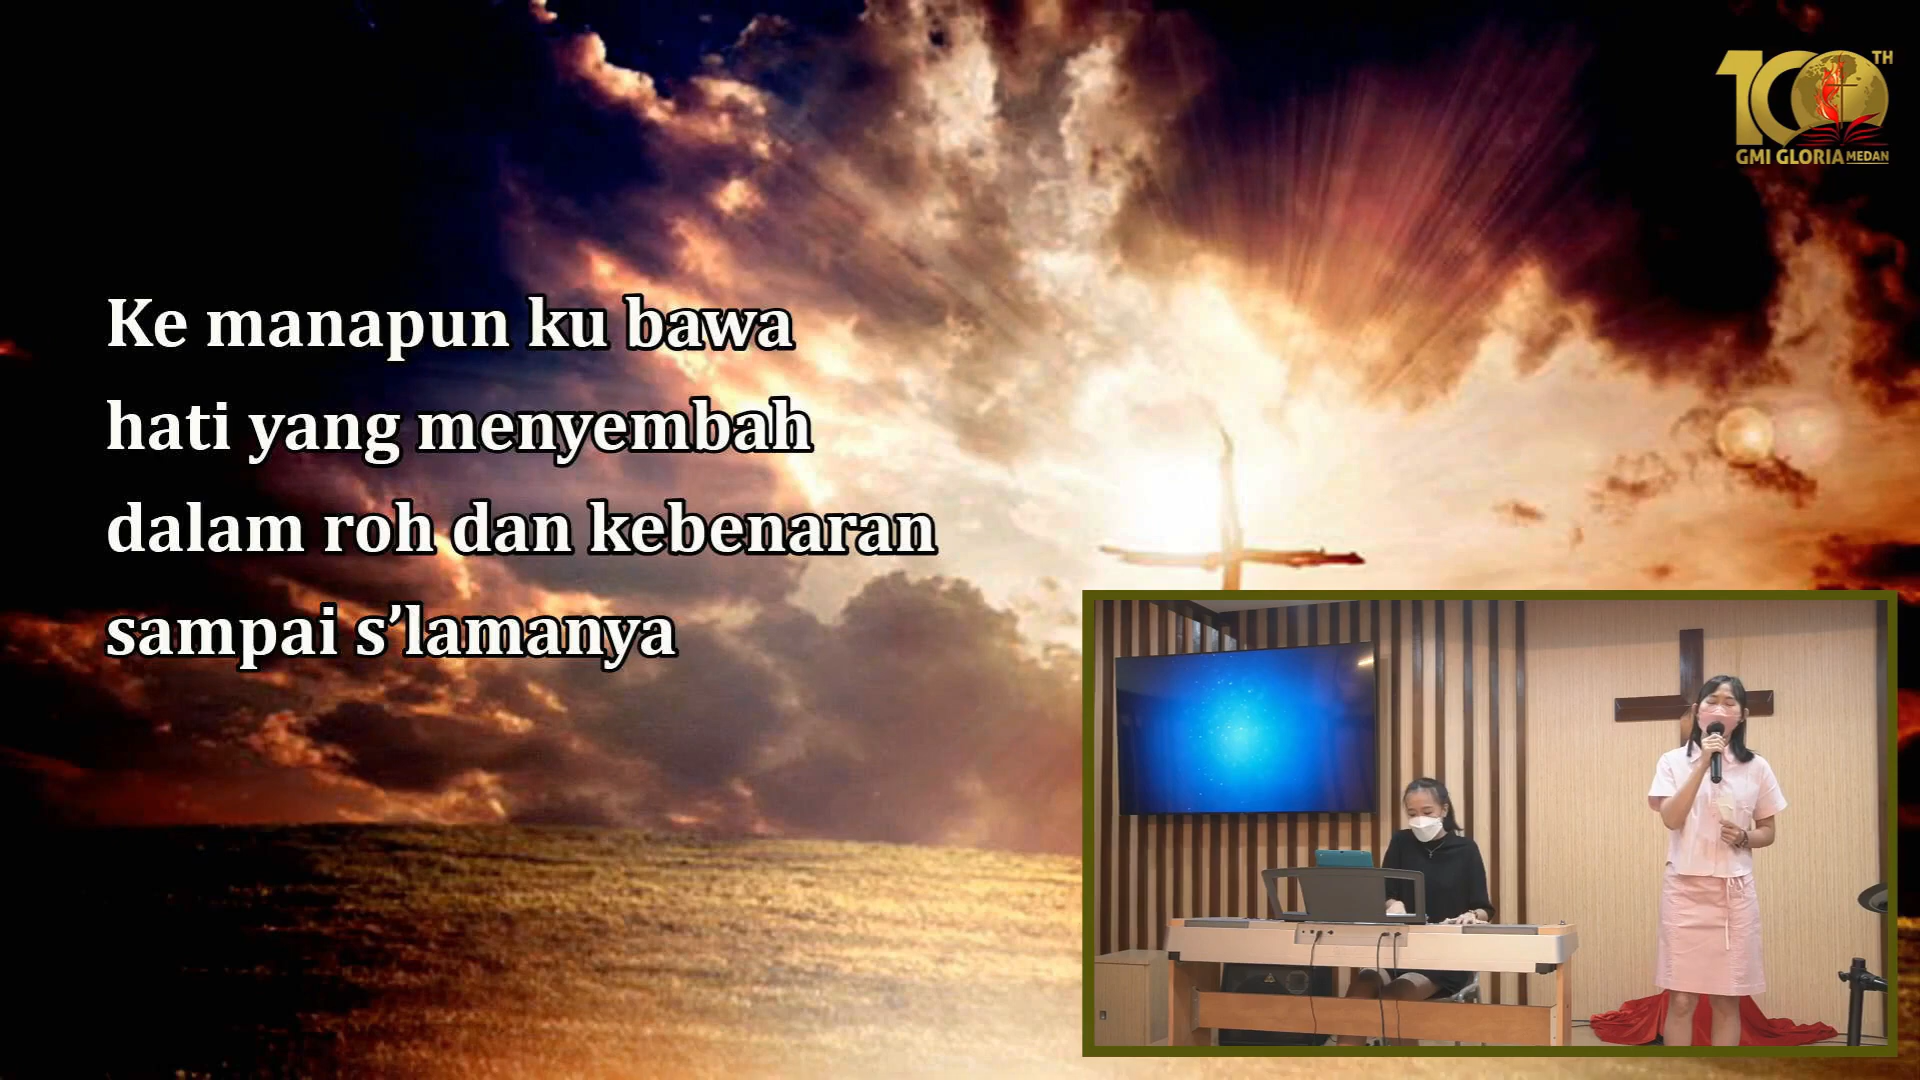 Ke manapun ku bawa
hati yang menyembah
dalam roh dan kebenaran
sampai s’lamanya
100TH
GMI GLORIA MEDAN